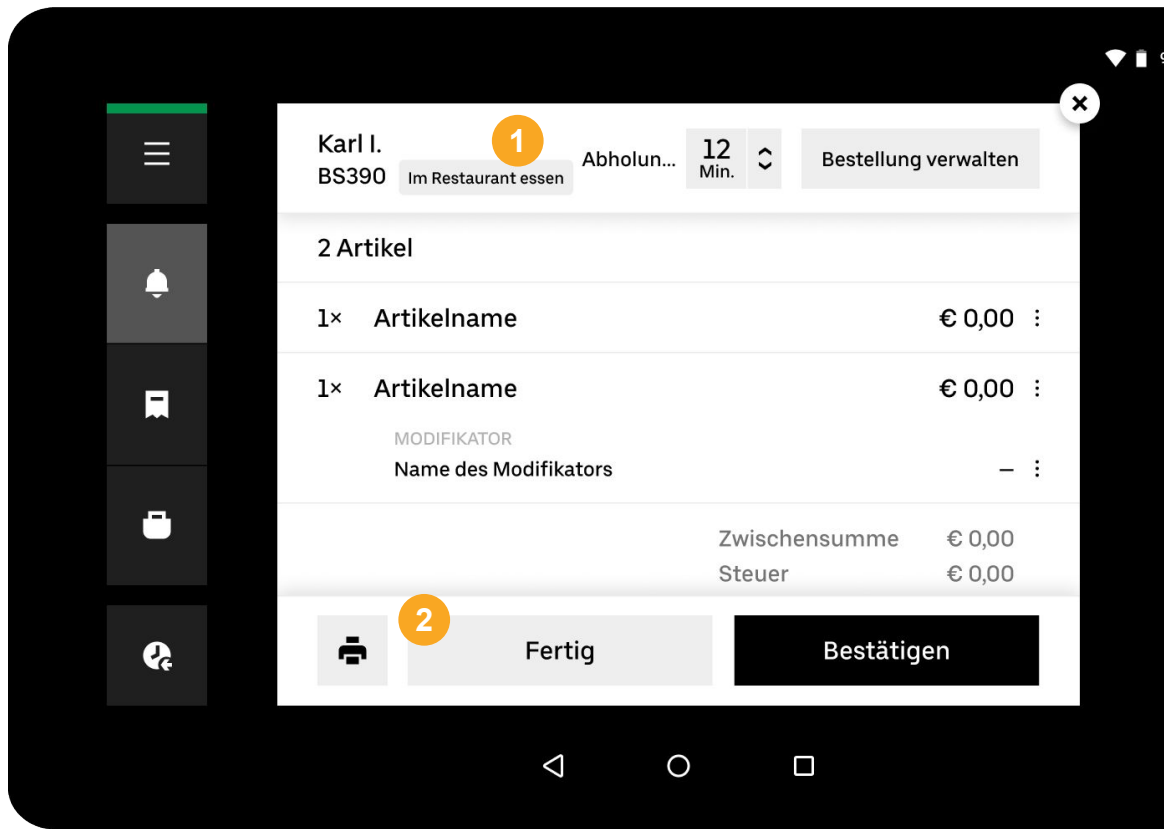 9
Karl I.
1
BS390
Im Restaurant essen
Abholun...
12
Min.
Bestellung verwalten
2 Artikel
1× Artikelname € 0,00
1× Artikelname € 0,00
MODIFIKATOR
Name des Modifikators –
Zwischensumme € 0,00
Steuer € 0,00
2
Fertig
Bestätigen